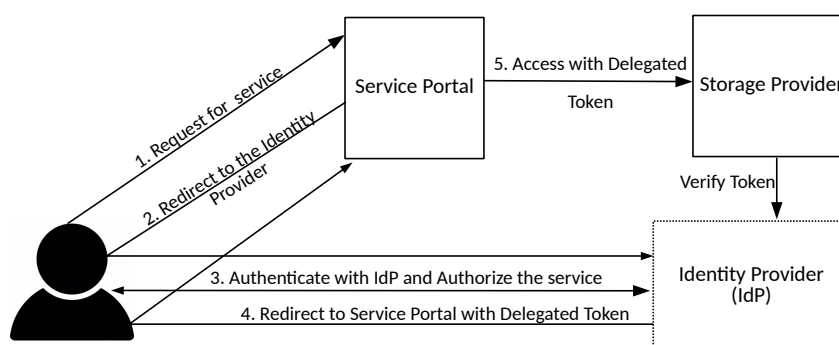 1. Request for service
2. Redirect to the Identity
Provider
Service Portal
5. Access with Delegated
Token
Storage Provider
Verify Token
3. Authenticate with IdP and Authorize the service
4. Redirect to Service Portal with Delegated Token
Identity Provider
(IdP)